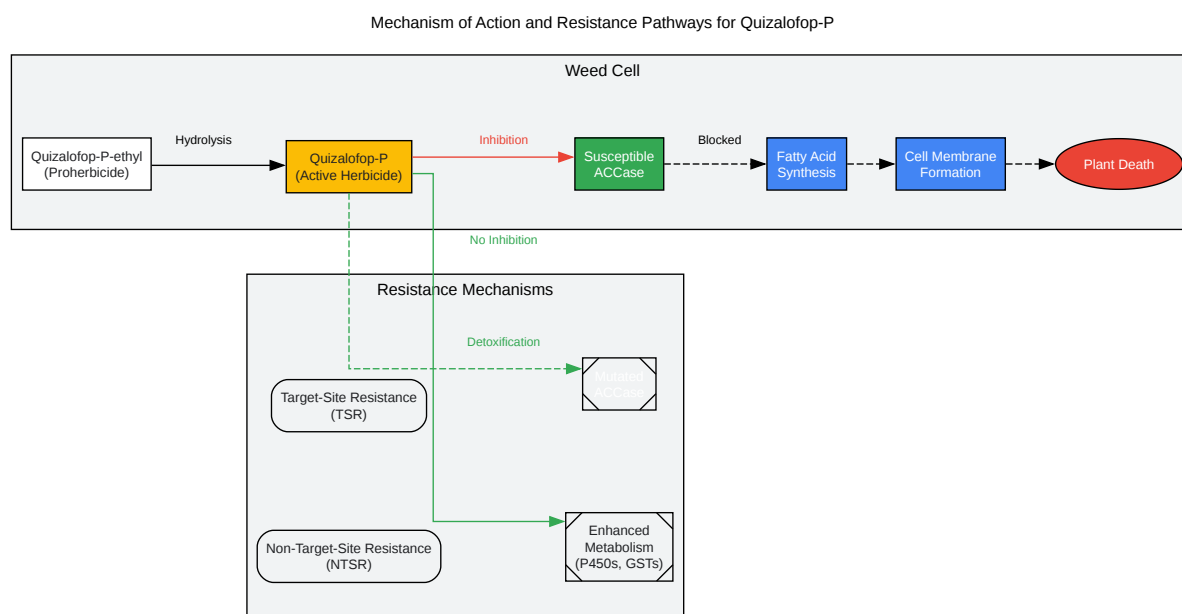 Mechanism of Action and Resistance Pathways for Quizalofop-P
Weed Cell
Quizalofop-P-ethyl
(Proherbicide)
Hydrolysis
Quizalofop-P
(Active Herbicide)
Inhibition
Susceptible
ACCase
Blocked
Fatty Acid
Synthesis
Cell Membrane
Formation
Plant Death
No Inhibition
Resistance Mechanisms
Detoxification
Mutated
ACCase
Target-Site Resistance
(TSR)
Non-Target-Site Resistance
(NTSR)
Enhanced
Metabolism
(P450s, GSTs)